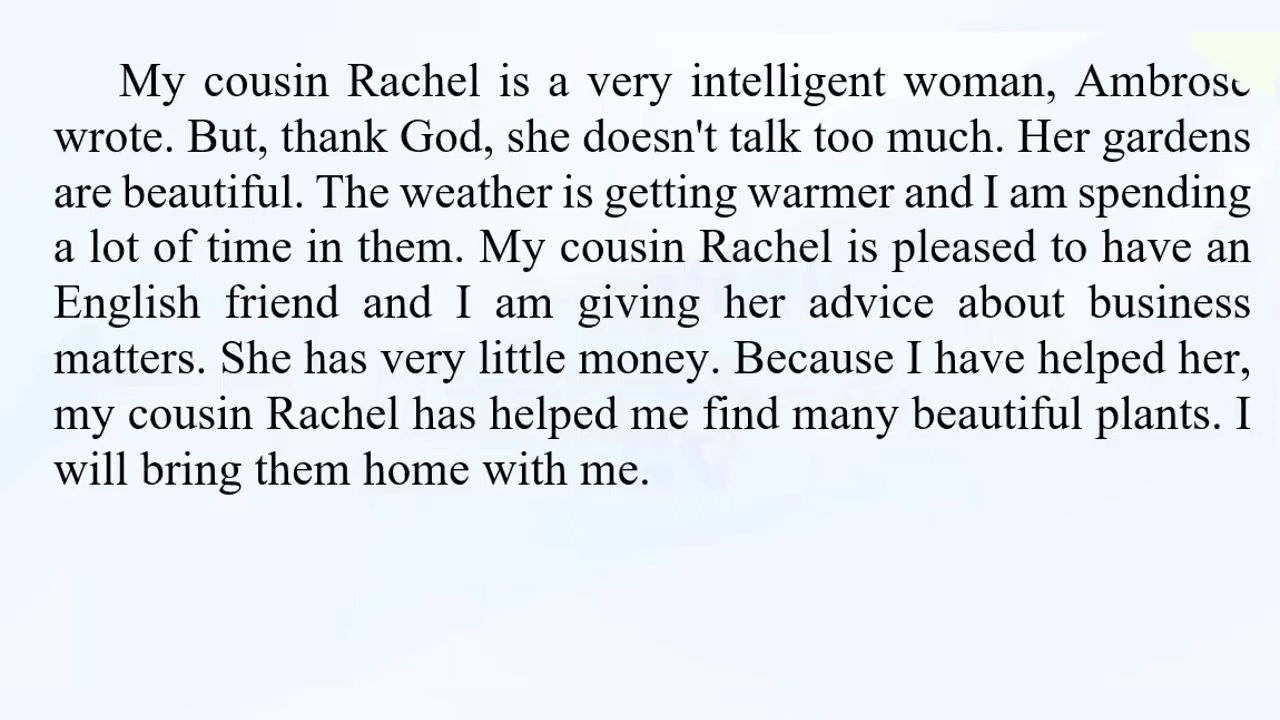 My cousin Rachel is a very intelligent woman, Ambrose
wrote. But, thank God, she doesn't talk too much. Her gardens
are beautiful. The weather is getting warmer and I am spending
a lot of time in them. My cousin Rachel is pleased to have an
English friend and I am giving her advice about business
matters. She has very little money. Because I have helped her,
my cousin Rachel has helped me find many beautiful plants. I
will bring them home with me.